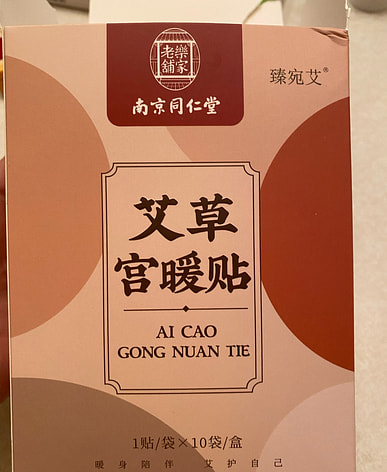 樂家
老舖
南京同仁堂
臻宛艾®
艾草
宫暖贴
AI CAO
GONG NUAN TIE
1贴/袋×10袋/盒
暖身陪伴 艾护自己